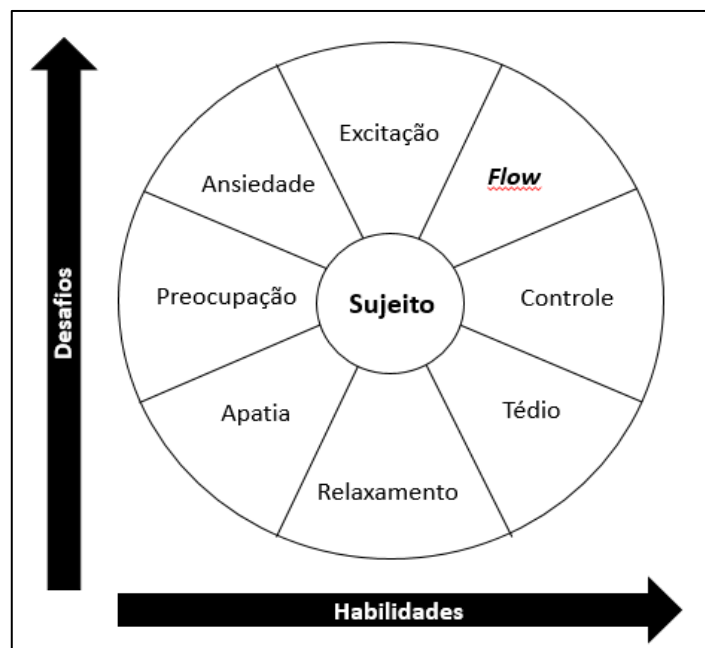 Excitação
Flow
Ansiedade
Preocupação
Sujeito
Controle
Desafios
Apatia
Tédio
Relaxamento
Habilidades